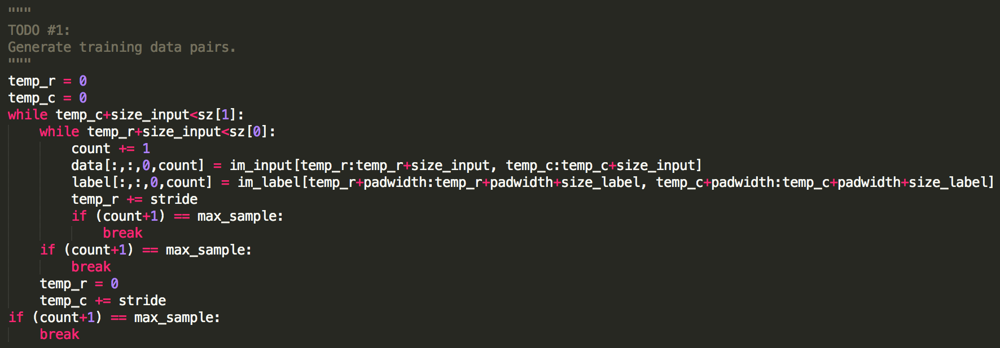 """
TODO #1:
Generate training data pairs.
"""
temp_r = 0
temp_c = 0
while temp_c+size_input<sz[1]:
    while temp_r+size_input<sz[0]:
        count += 1
        data[:,:,0,count] = im_input[temp_r:temp_r+size_input, temp_c:temp_c+size_input]
        label[:,:,0,count] = im_label[temp_r+padwidth:temp_r+padwidth+size_label, temp_c+padwidth:temp_c+padwidth+size_label]
        temp_r += stride
        if (count+1) == max_sample:
            break
    if (count+1) == max_sample:
        break
    temp_r = 0
    temp_c += stride
if (count+1) == max_sample:
    break